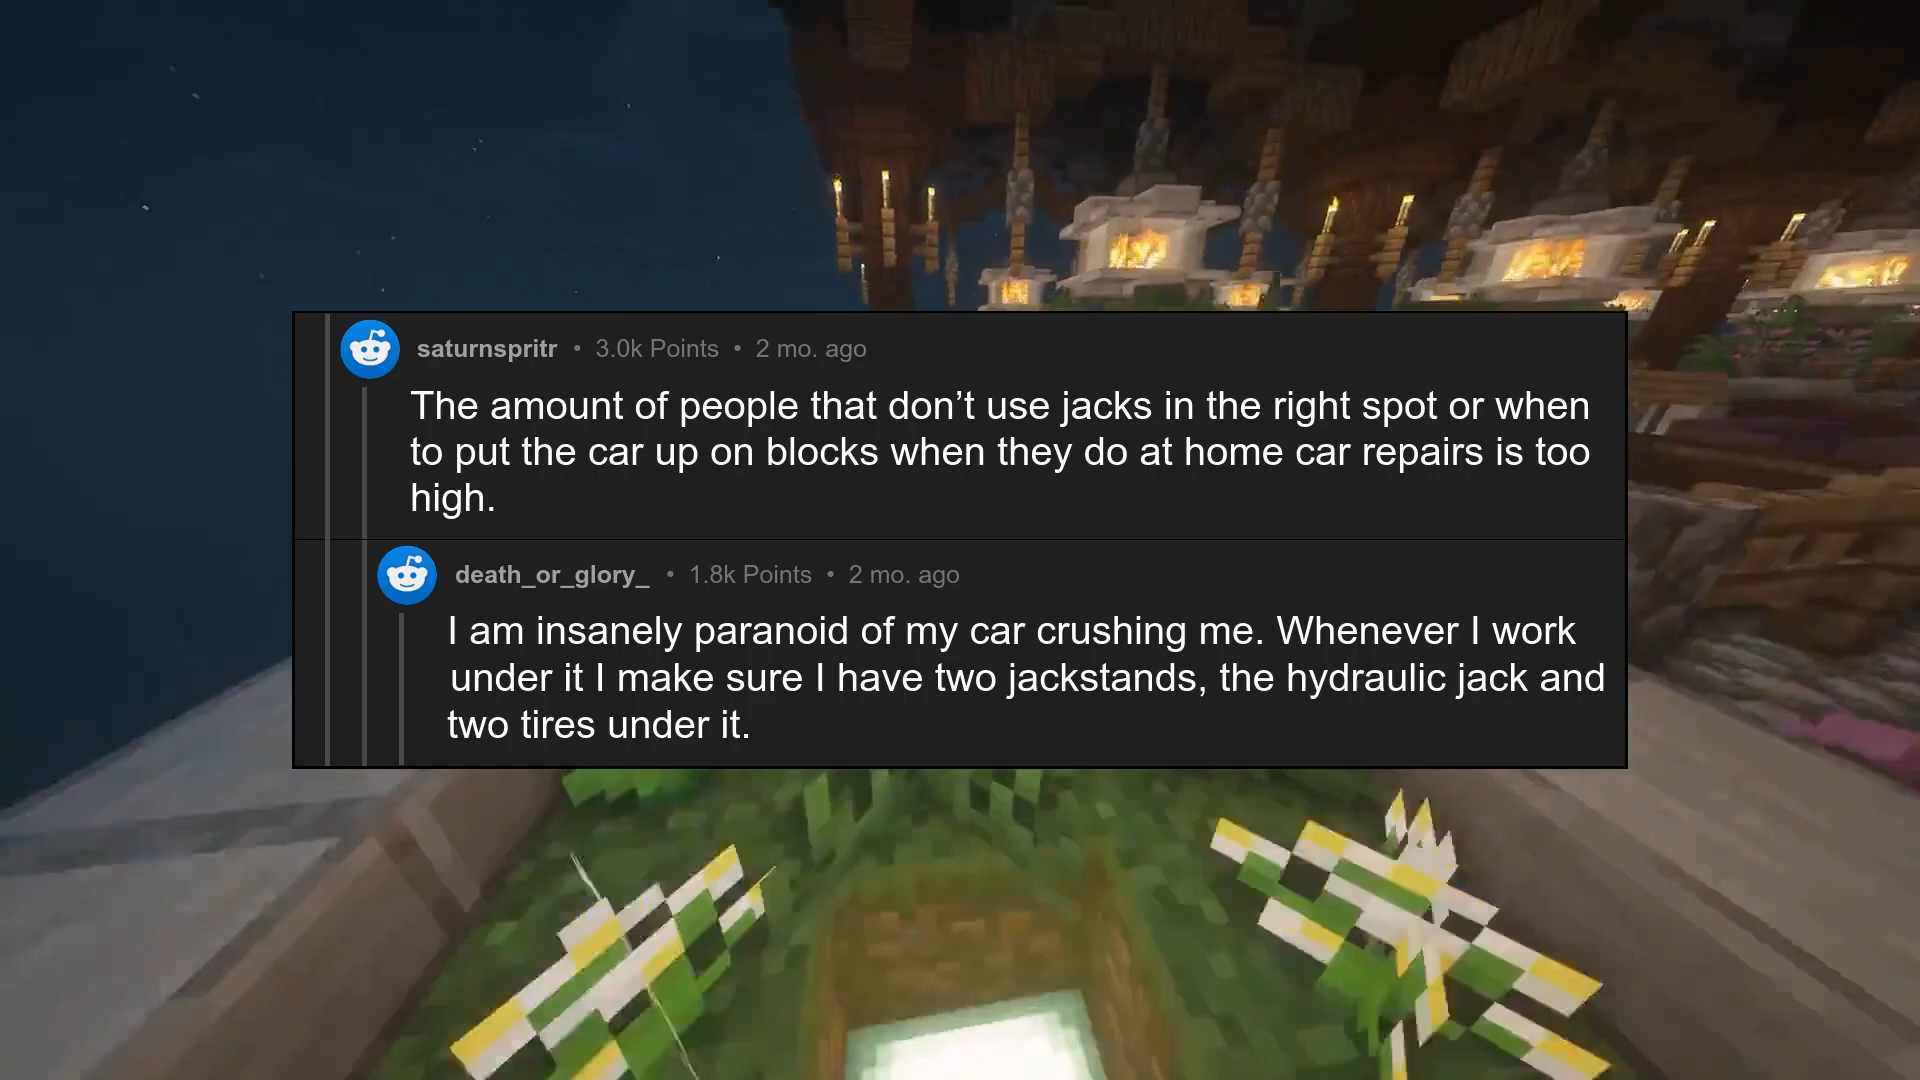 saturnspritr • 3.0k Points • 2 mo. ago
The amount of people that don’t use jacks in the right spot or when
to put the car up on blocks when they do at home car repairs is too
high.
death_or_glory_ • 1.8k Points • 2 mo. ago
I am insanely paranoid of my car crushing me. Whenever I work
under it I make sure I have two jackstands, the hydraulic jack and
two tires under it.